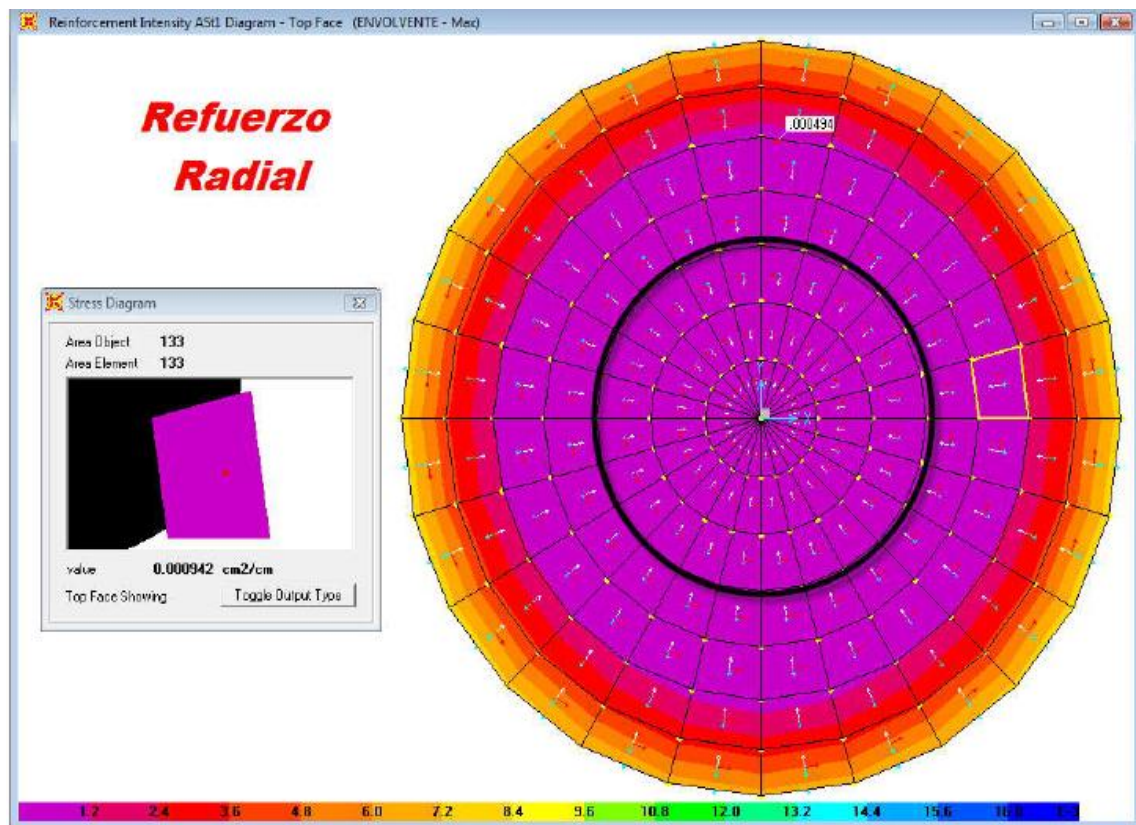 Reinforcement Intensity ASt1 Diagram - Top Face (ENVOLVENTE - Max)
Refuerzo
Radial
.000494
Stress Diagram
Area Object 133
Area Element 133
value 0.000942 cm2/cm
Top Face Showing Toggle Output Type
Y
X
1.2 2.4 3.6 4.8 6.0 7.2 8.4 9.6 10.8 12.0 13.2 14.4 15.6